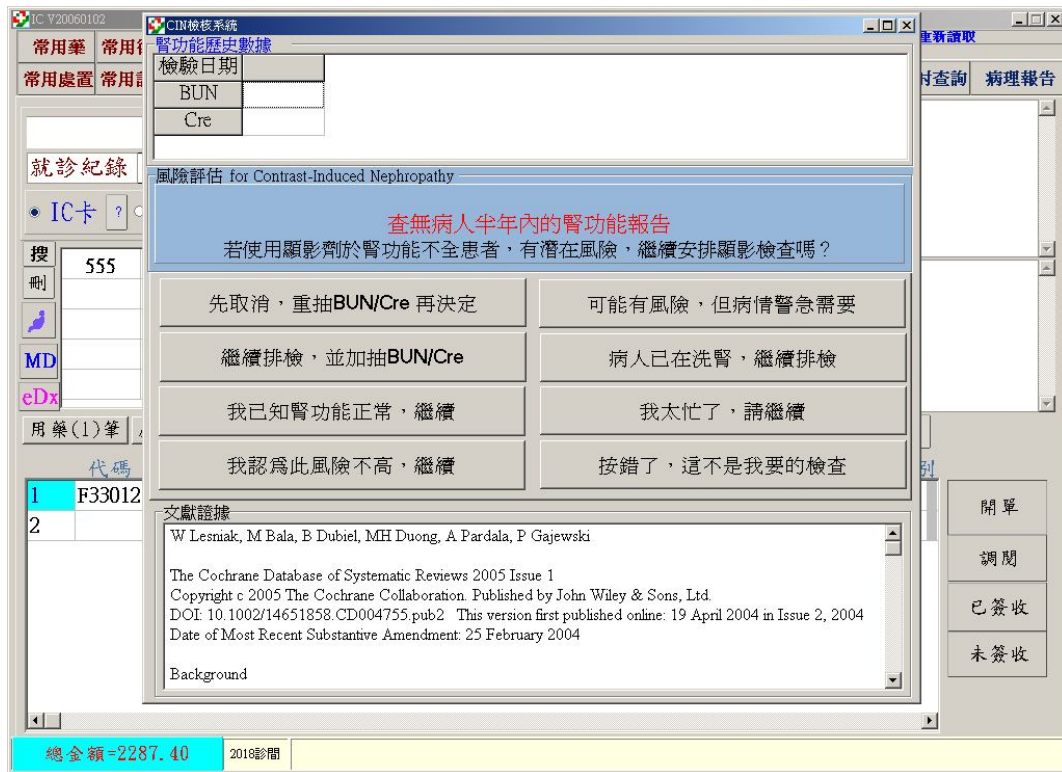 IC V20060102
CIN檢核系統
重新讀取
常用藥
常用處置
病理報告
腎功能歷史數據
檢驗日期
BUN
Cre
就診紀錄
IC卡 ?
搜
刪
MD
eDx
555
風險評估 for Contrast-Induced Nephropathy
查無病人半年內的腎功能報告
若使用顯影劑於腎功能不全患者，有潛在風險，繼續安排顯影檢查嗎？
先取消，重抽BUN/Cre 再決定
可能有風險，但病情警急需要
繼續排檢，並加抽BUN/Cre
病人已在洗腎，繼續排檢
我已知腎功能正常，繼續
我太忙了，請繼續
我認為此風險不高，繼續
按錯了，這不是我要的檢查
用藥(1)筆
代碼
別
1 F33012
2
文獻證據
W Lesniak, M Bala, B Dubiel, MH Duong, A Pardala, P Gajewski
The Cochrane Database of Systematic Reviews 2005 Issue 1
Copyright c 2005 The Cochrane Collaboration. Published by John Wiley & Sons, Ltd.
DOI: 10.1002/14651858.CD004755.pub2 This version first published online: 19 April 2004 in Issue 2, 2004
Date of Most Recent Substantive Amendment: 25 February 2004
Background
開單
調閱
已簽收
未簽收
總金額=2287.40
2018診間